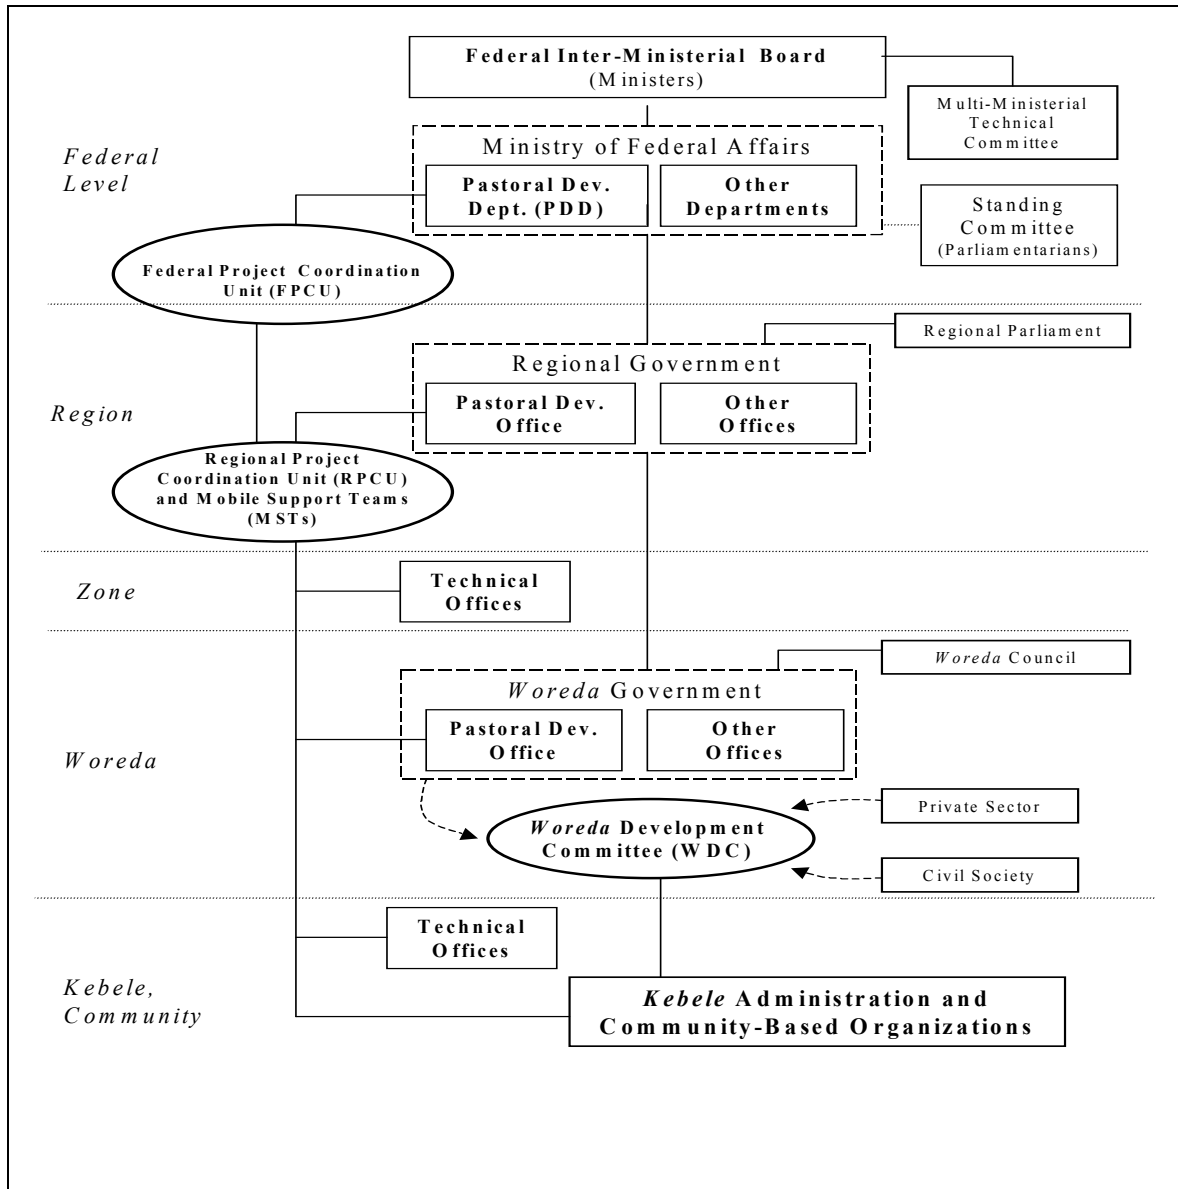 Federal Inter-Ministerial Board
(Ministers)
Multi-Ministerial
Technical
Committee
Federal
Level
Ministry of Federal Affairs
Pastoral Dev.
Dept. (PDD)
Other
Departments
Standing
Committee
(Parliamentarians)
Federal Project Coordination
Unit (FPCU)
Regional Parliament
Regional Government
Region
Pastoral Dev.
Office
Other
Offices
Regional Project
Coordination Unit (RPCU)
and Mobile Support Teams
(MSTs)
Zone
Technical
Offices
Woreda Council
Woreda Government
Woreda
Pastoral Dev.
Office
Other
Offices
Private Sector
Woreda Development
Committee (WDC)
Civil Society
Technical
Offices
Kebele,
Community
Kebele Administration and
Community-Based Organizations